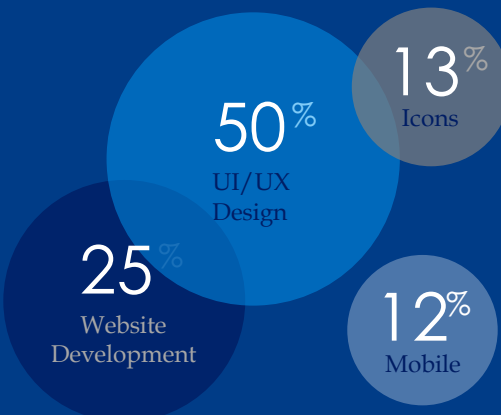 13%
Icons
50%
UI/UX
Design
25%
Website
Development
12%
Mobile